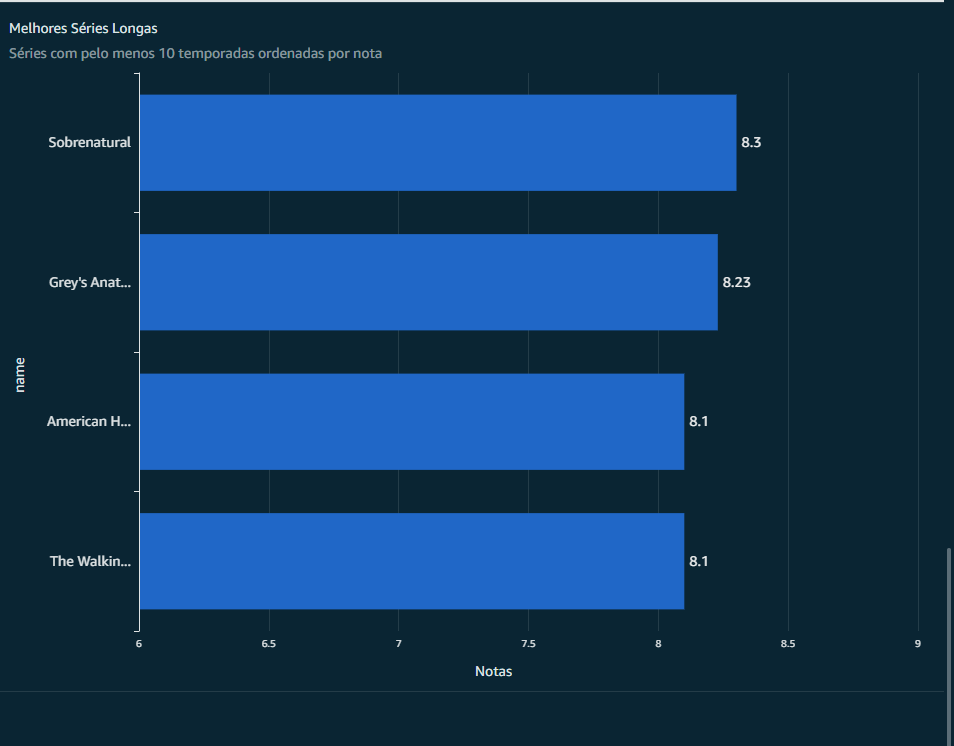 Melhores Séries Longas
Séries com pelo menos 10 temporadas ordenadas por nota
Sobrenatural
8.3
Grey's Anat...
8.23
name
American H...
8.1
The Walkin...
8.1
6 6.5 7 7.5 8 8.5 9
Notas